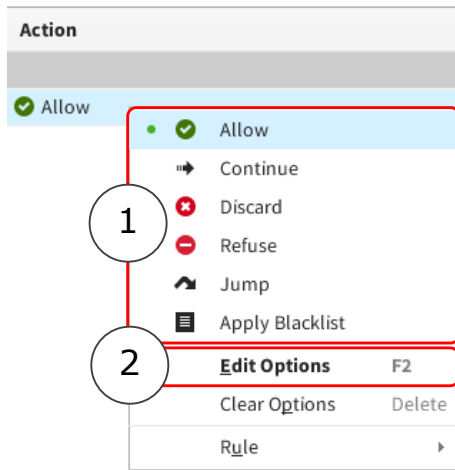 Action
Allow
Allow
Continue
1
Discard
Refuse
Jump
Apply Blacklist
2
Edit Options F2
Clear Options Delete
Rule